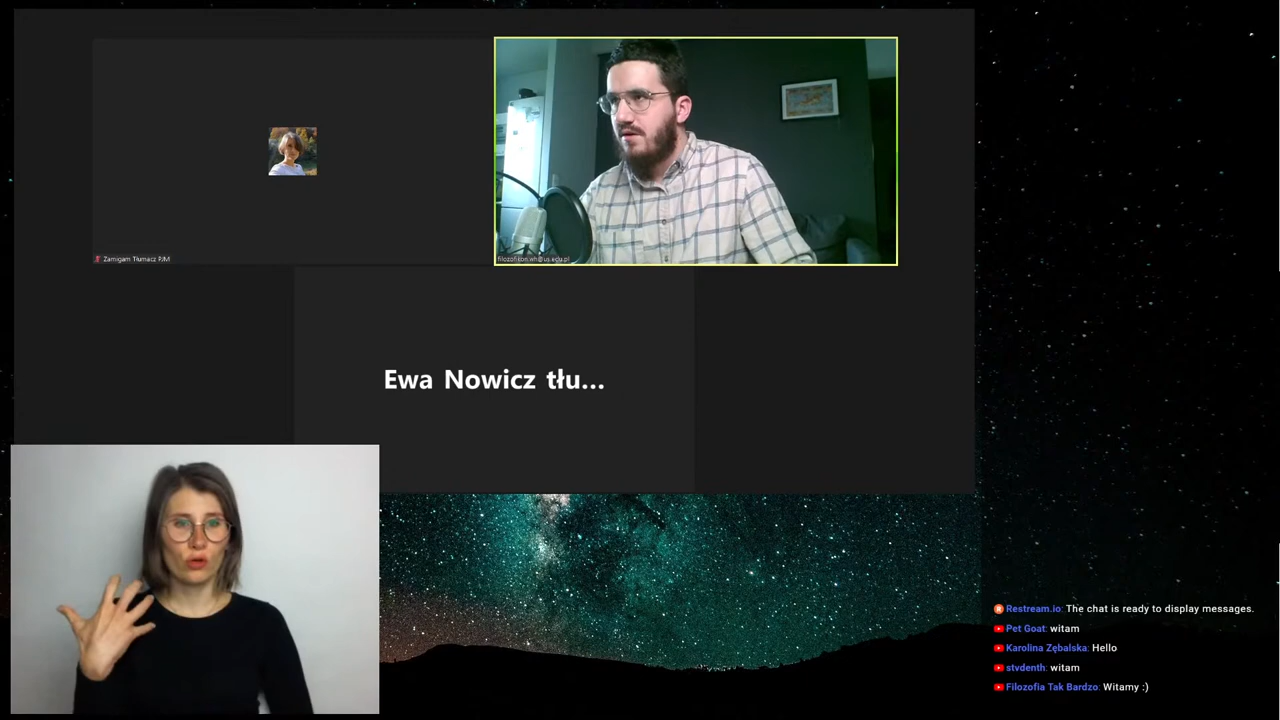 Zamigam Tłumacz PJM
filozofiton.wh@us.edu.pl
Ewa Nowicz tłu...
Restream.io: The chat is ready to display messages.
Pet Goat: witam
Karolina Zębalska: Hello
stvdenth: witam
Filozofia Tak Bardzo: Witamy :)